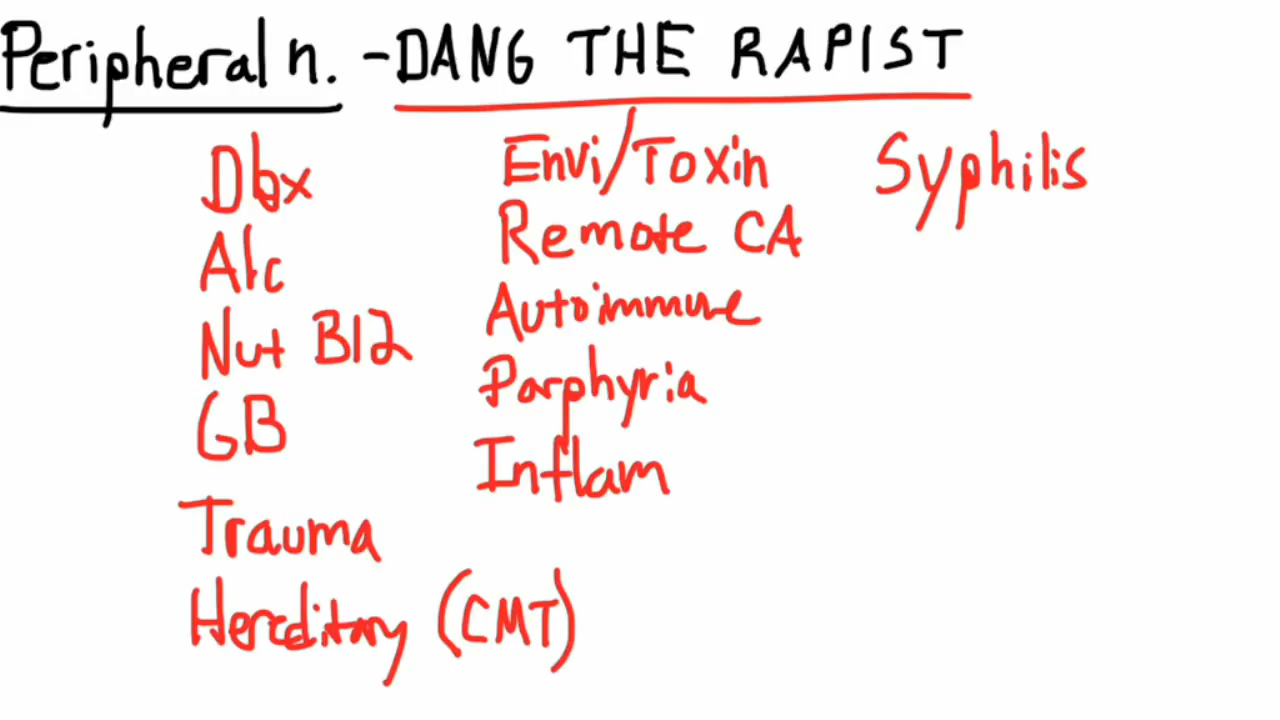 Peripheral n. - DANG THE RAPIST
Dbx
Alc
Nut B12
GB
Trauma
Hereditary (CMT)
Envi/Toxin
Remote CA
Autoimmune
Porphyria
Inflam
Syphilis